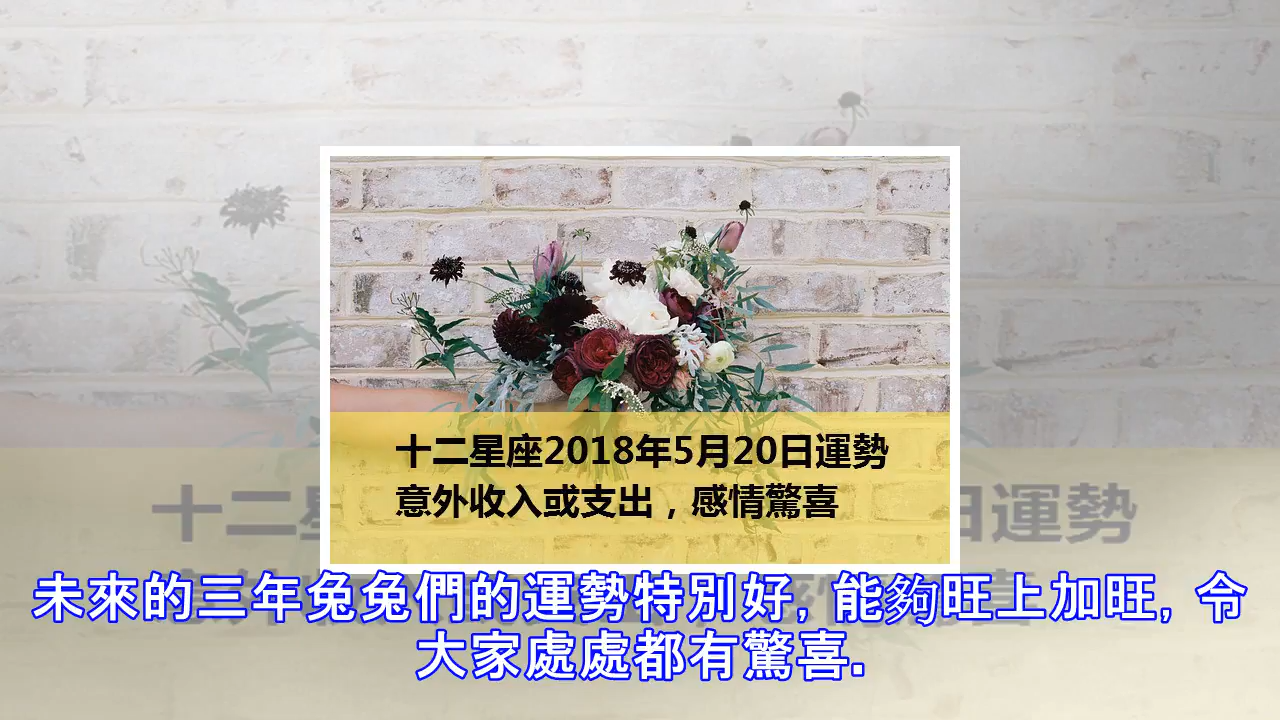 十二星座2018年5月20日運勢
意外收入或支出，感情驚喜
未來的三年兔兔們的運勢特別好, 能夠旺上加旺, 令
大家處處都有驚喜.